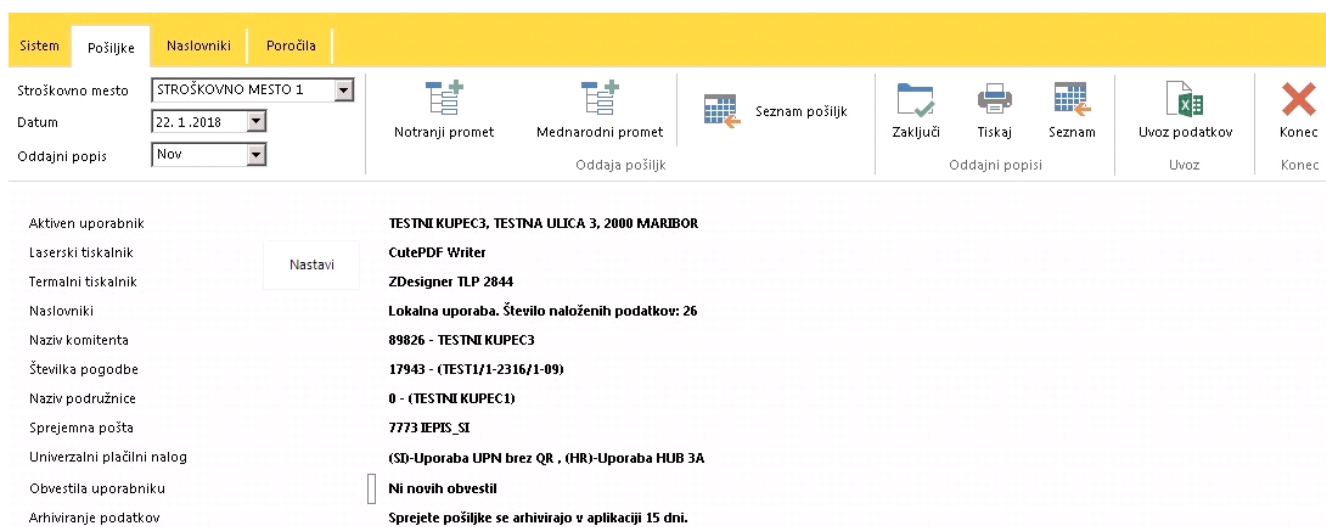 Sistem Pošiljke Naslovniki Poročila
Stroškovno mesto STROŠKOVNO MESTO 1
Datum 22. 1 .2018
Oddajni popis Nov
Notranji promet Mednarodni promet Seznam pošiljk
Oddaja pošiljk
Zaključi Tiskaj Seznam
Oddajni popisi
Uvoz podatkov
Uvoz
Konec
Konec
Aktiven uporabnik TESTNI KUPEC3, TESTNA ULICA 3, 2000 MARIBOR
Laserski tiskalnik CutePDF Writer
Nastavi
Termalni tiskalnik ZDesigner TLP 2844
Naslovniki Lokalna uporaba. Število naloženih podatkov: 26
Naziv komitenta 89826 - TESTNI KUPEC3
Številka pogodbe 17943 - (TEST1/1-2316/1-09)
Naziv podružnice 0 - (TESTNI KUPEC1)
Sprejemna pošta 7773 IEPIS_SI
Univerzalni plačilni nalog (SI)-Uporaba UPN brez QR , (HR)-Uporaba HUB 3A
Obvestila uporabniku Ni novih obvestil
Arhiviranje podatkov Sprejete pošiljke se arhivirajo v aplikaciji 15 dni.